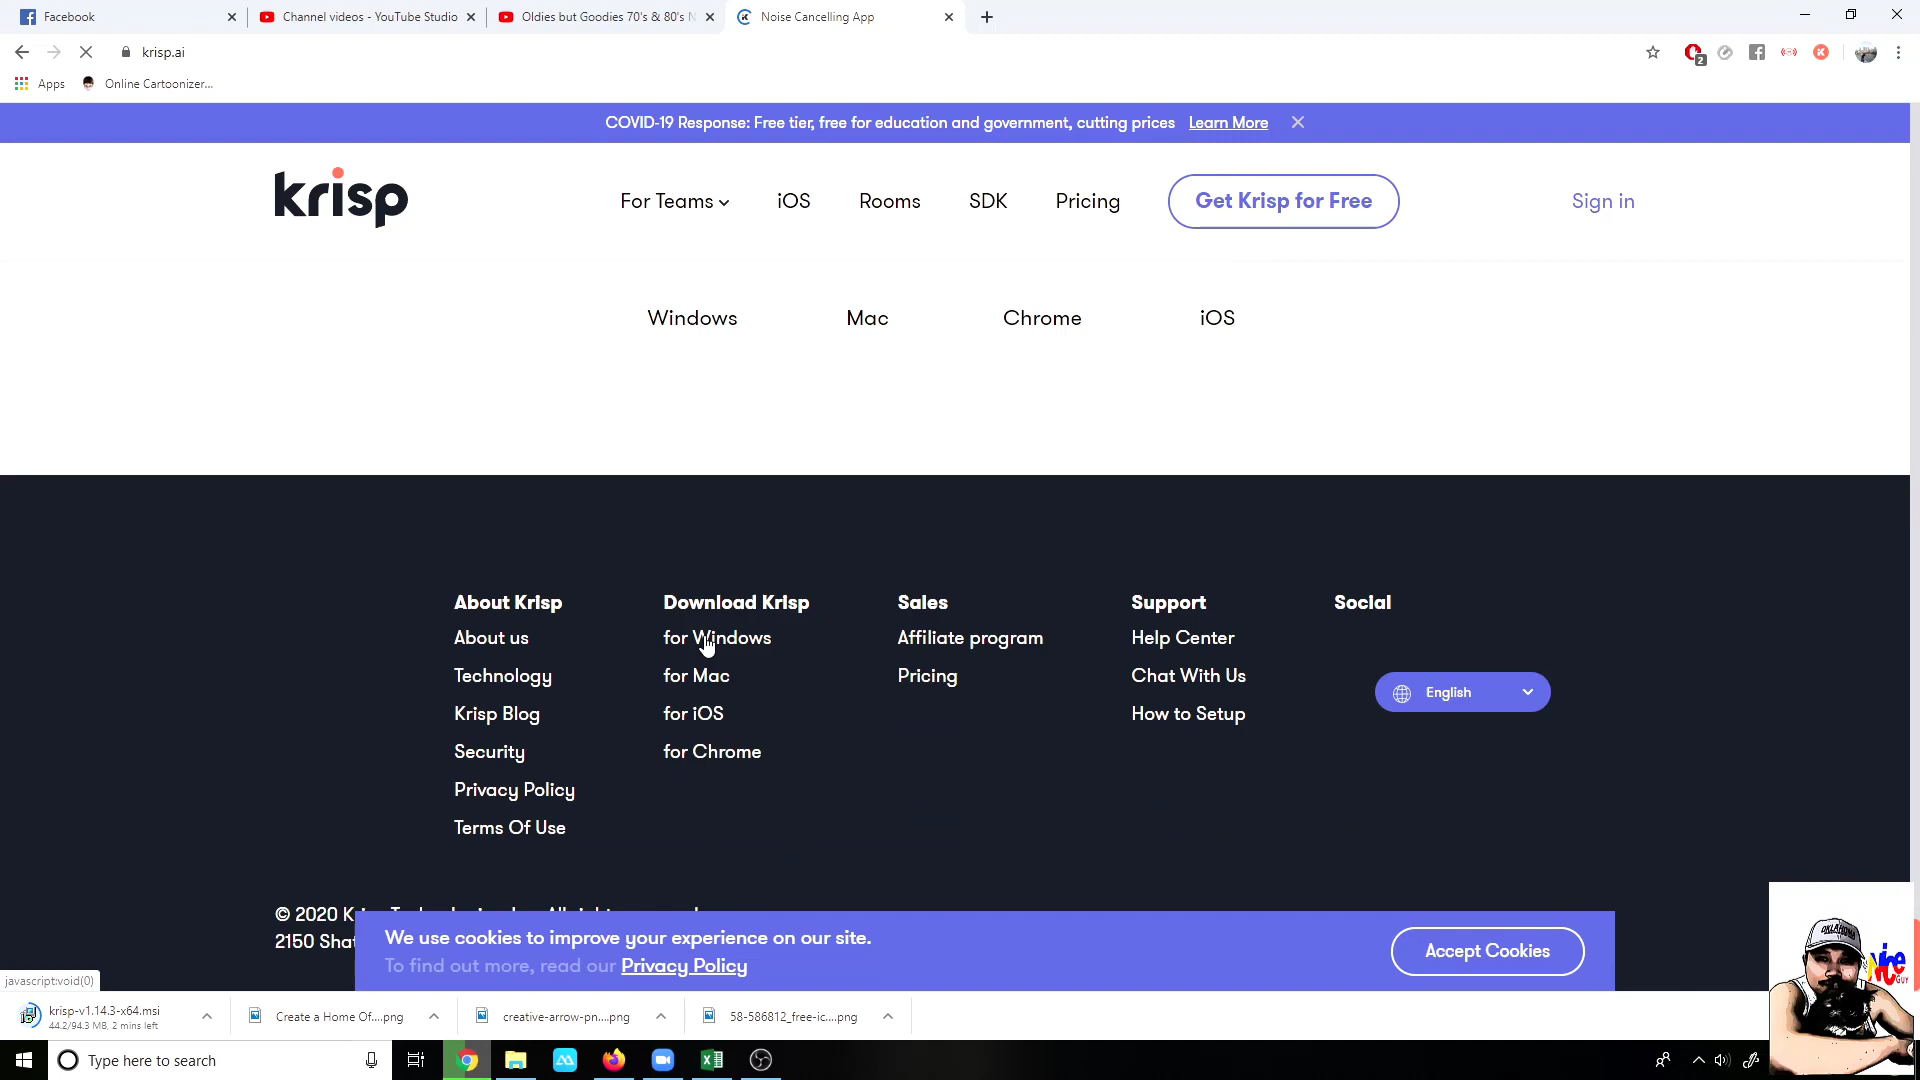 Facebook
Channel videos - YouTube Studio
Oldies but Goodies 70's & 80's N
Noise Cancelling App
krisp.ai
2
Apps
Online Cartoonizer...
COVID-19 Response: Free tier, free for education and government, cutting prices Learn More
krisp
For Teams
iOS
Rooms
SDK
Pricing
Get Krisp for Free
Sign in
Windows
Mac
Chrome
iOS
About Krisp
About us
Technology
Krisp Blog
Security
Privacy Policy
Terms Of Use
Download Krisp
for Windows
for Mac
for iOS
for Chrome
Sales
Affiliate program
Pricing
Support
Help Center
Chat With Us
How to Setup
Social
English
© 2020
2150
We use cookies to improve your experience on our site.
To find out more, read our Privacy Policy
Accept Cookies
javascript:void(0)
krisp-v1.14.3-x64.msi
44.2/94.3 MB, 2 mins left
Create a Home Of....png
creative-arrow-pn....png
58-586812_free-ic....png
Type here to search
OKLAHOMA
Nice
GUY